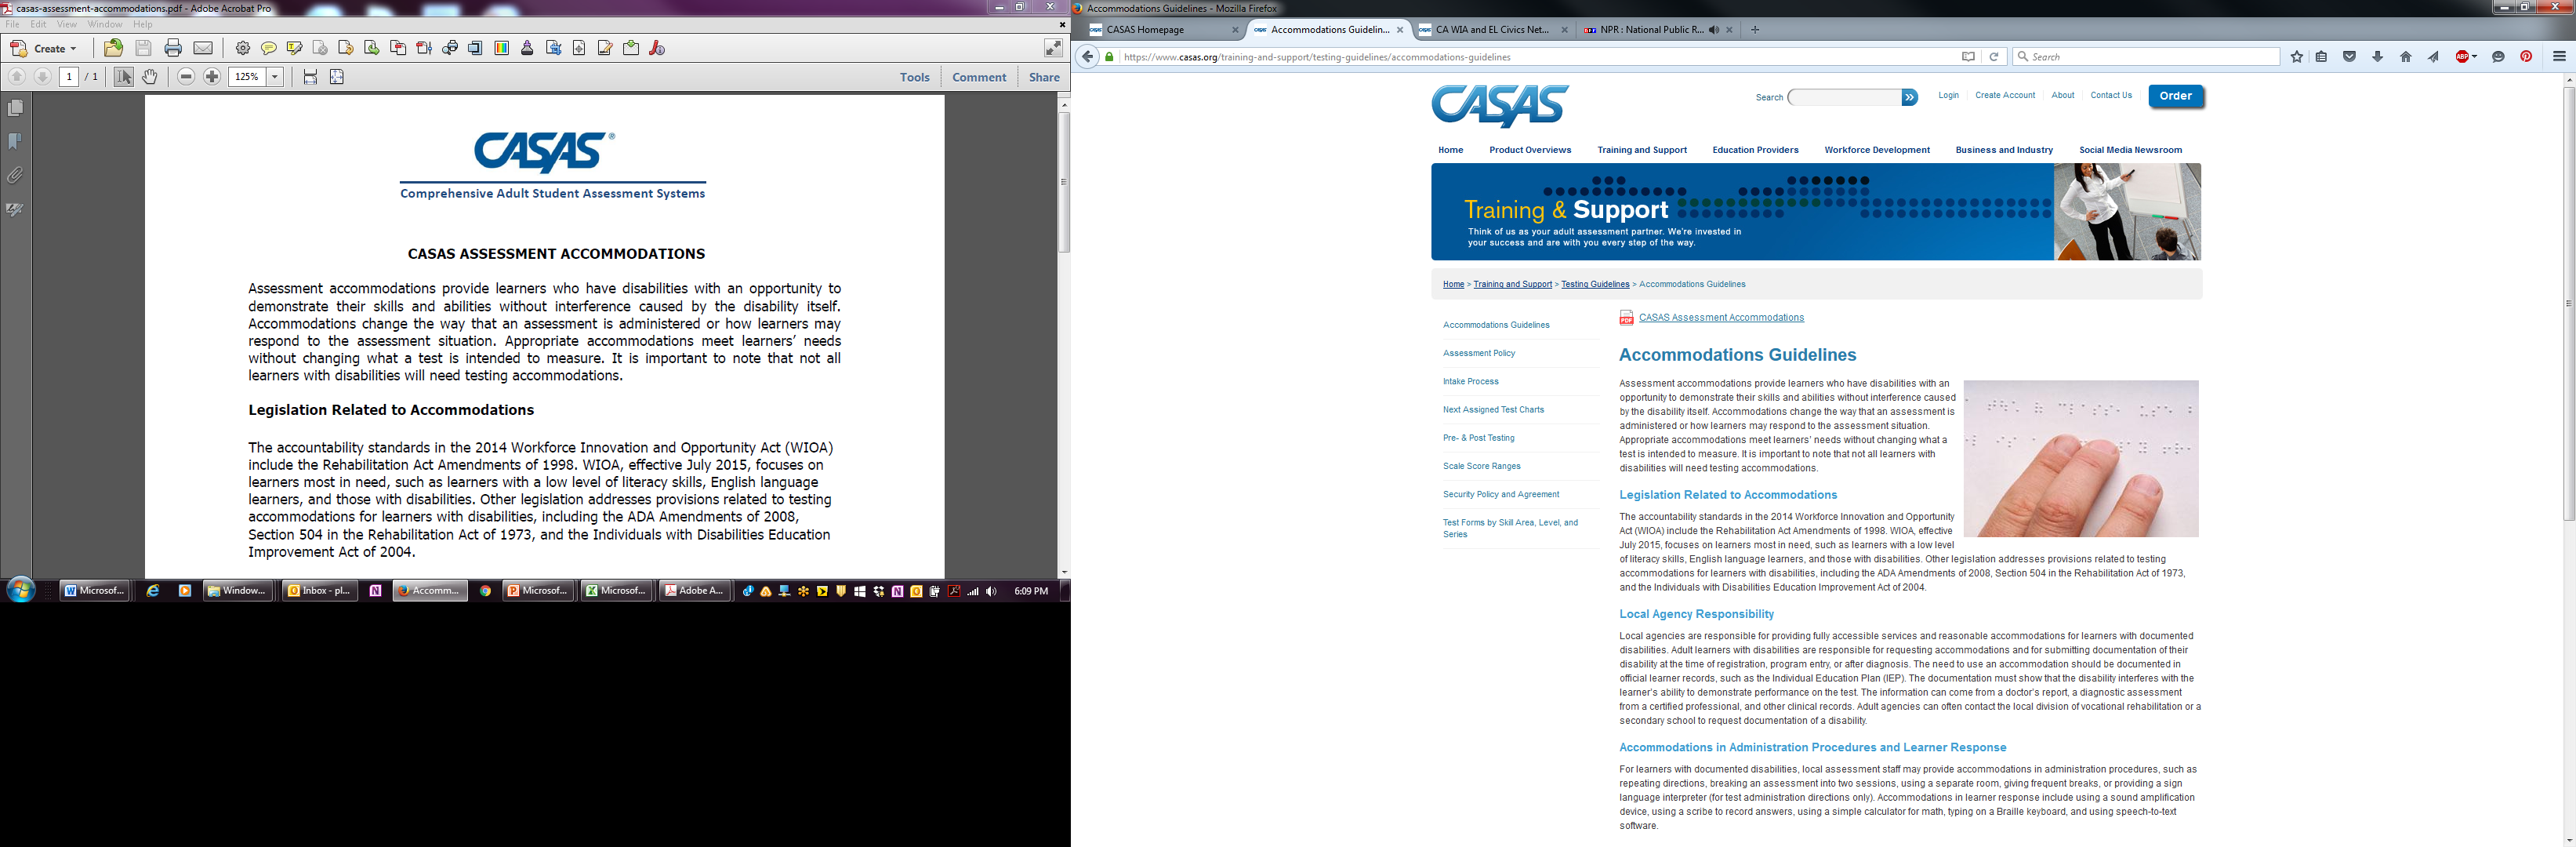 casas-assessment-accommodations.pdf - Adobe Acrobat Pro
File Edit View Window Help
Create
1 / 1
125%
Tools Comment Share
CASAS®
Comprehensive Adult Student Assessment Systems
CASAS ASSESSMENT ACCOMMODATIONS
Assessment accommodations provide learners who have disabilities with an opportunity to
demonstrate their skills and abilities without interference caused by the disability itself.
Accommodations change the way that an assessment is administered or how learners may
respond to the assessment situation. Appropriate accommodations meet learners’ needs
without changing what a test is intended to measure. It is important to note that not all
learners with disabilities will need testing accommodations.
Legislation Related to Accommodations
The accountability standards in the 2014 Workforce Innovation and Opportunity Act (WIOA)
include the Rehabilitation Act Amendments of 1998. WIOA, effective July 2015, focuses on
learners most in need, such as learners with a low level of literacy skills, English language
learners, and those with disabilities. Other legislation addresses provisions related to testing
accommodations for learners with disabilities, including the ADA Amendments of 2008,
Section 504 in the Rehabilitation Act of 1973, and the Individuals with Disabilities Education
Improvement Act of 2004.
Microsof... Window... Inbox - pl... Accomm... Microsof... Microsof... Adobe A... 6:09 PM
Accommodations Guidelines - Mozilla Firefox
CASAS Homepage
Accommodations Guidelin...
CA WIA and EL Civics Net...
NPR : National Public R...
https://www.casas.org/training-and-support/testing-guidelines/accommodations-guidelines
Search
ABP
CASAS
Search
Login Create Account About Contact Us Order
Home Product Overviews Training and Support Education Providers Workforce Development Business and Industry Social Media Newsroom
Training & Support
Think of us as your adult assessment partner. We're invested in
your success and are with you every step of the way.
Home > Training and Support > Testing Guidelines > Accommodations Guidelines
Accommodations Guidelines
Assessment Policy
Intake Process
Next Assigned Test Charts
Pre- & Post Testing
Scale Score Ranges
Security Policy and Agreement
Test Forms by Skill Area, Level, and
Series
CASAS Assessment Accommodations
Accommodations Guidelines
Assessment accommodations provide learners who have disabilities with an
opportunity to demonstrate their skills and abilities without interference caused
by the disability itself. Accommodations change the way that an assessment is
administered or how learners may respond to the assessment situation.
Appropriate accommodations meet learners' needs without changing what a
test is intended to measure. It is important to note that not all learners with
disabilities will need testing accommodations.
Legislation Related to Accommodations
The accountability standards in the 2014 Workforce Innovation and Opportunity
Act (WIOA) include the Rehabilitation Act Amendments of 1998. WIOA, effective
July 2015, focuses on learners most in need, such as learners with a low level
of literacy skills, English language learners, and those with disabilities. Other legislation addresses provisions related to testing
accommodations for learners with disabilities, including the ADA Amendments of 2008, Section 504 in the Rehabilitation Act of 1973,
and the Individuals with Disabilities Education Improvement Act of 2004.
Local Agency Responsibility
Local agencies are responsible for providing fully accessible services and reasonable accommodations for learners with documented
disabilities. Adult learners with disabilities are responsible for requesting accommodations and for submitting documentation of their
disability at the time of registration, program entry, or after diagnosis. The need to use an accommodation should be documented in
official learner records, such as the Individual Education Plan (IEP). The documentation must show that the disability interferes with the
learner's ability to demonstrate performance on the test. The information can come from a doctor's report, a diagnostic assessment
from a certified professional, and other clinical records. Adult agencies can often contact the local division of vocational rehabilitation or a
secondary school to request documentation of a disability.
Accommodations in Administration Procedures and Learner Response
For learners with documented disabilities, local assessment staff may provide accommodations in administration procedures, such as
repeating directions, breaking an assessment into two sessions, using a separate room, giving frequent breaks, or providing a sign
language interpreter (for test administration directions only). Accommodations in learner response include using a sound amplification
device, using a scribe to record answers, using a simple calculator for math, typing on a Braille keyboard, and using speech-to-text
software.